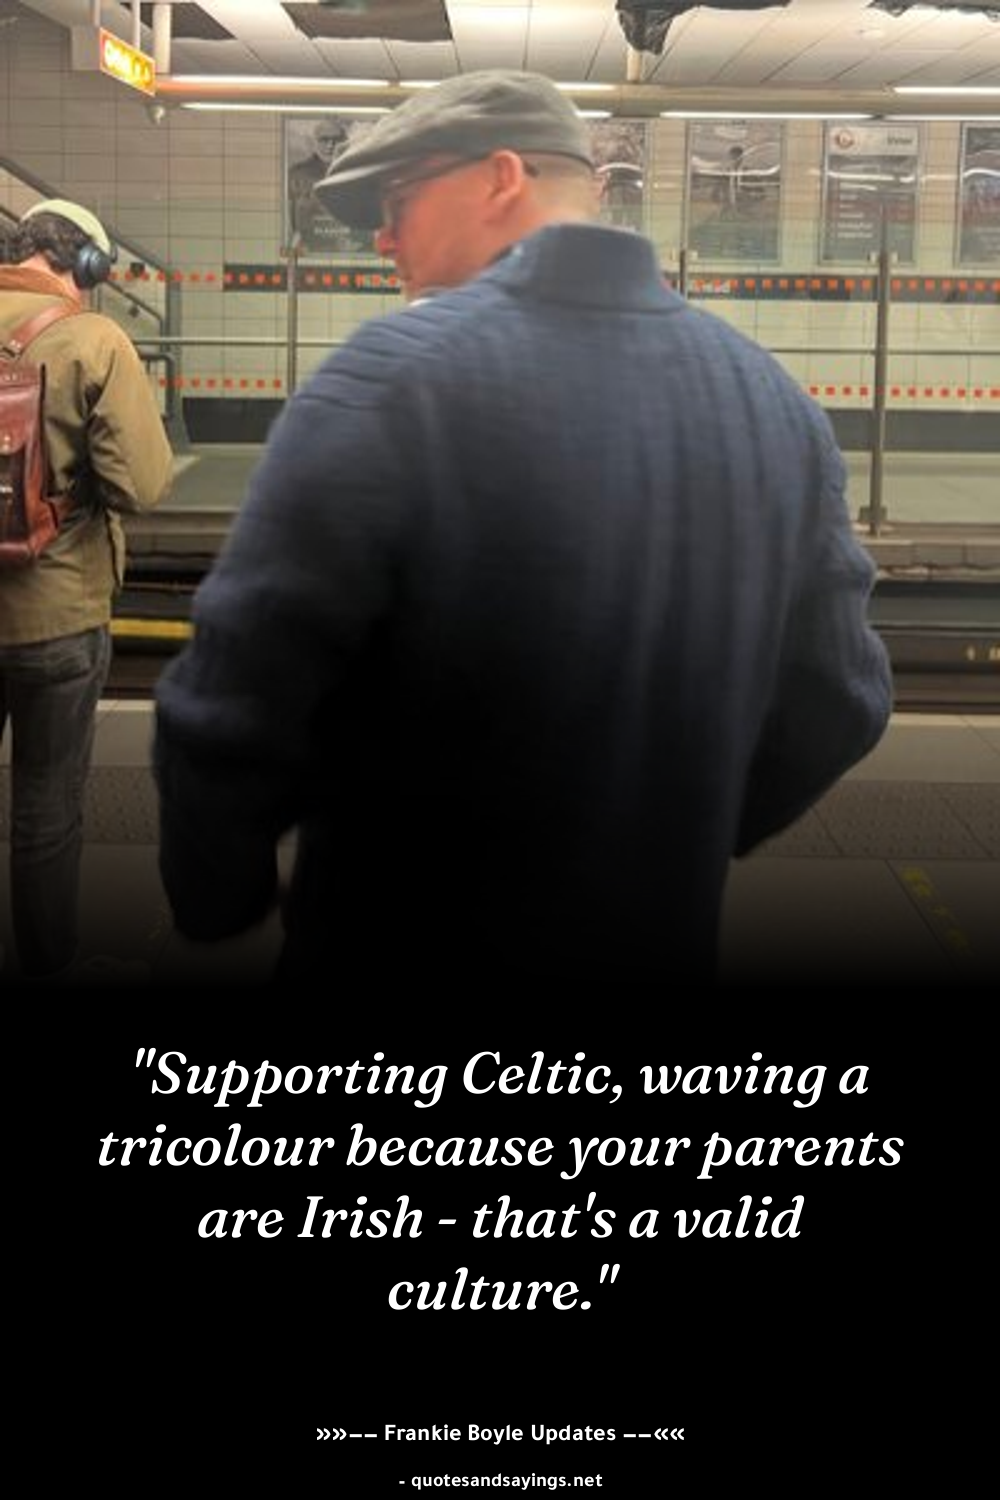 "Supporting Celtic, waving a
tricolour because your parents
are Irish - that's a valid
culture."
»»−− Frankie Boyle Updates −−««
- quotesandsayings.net